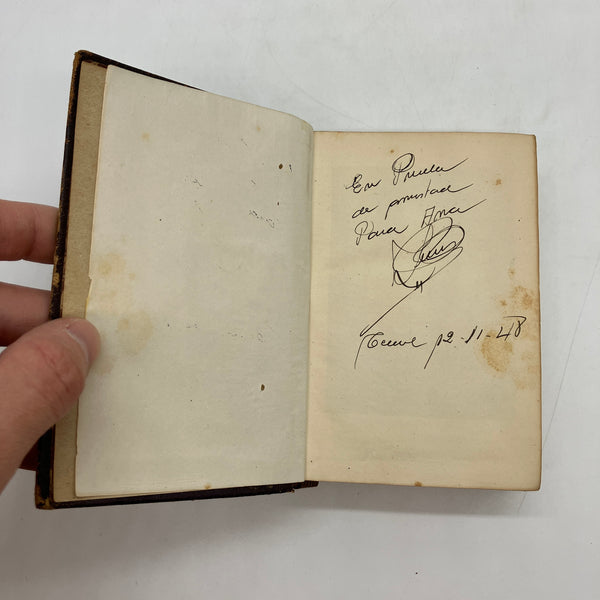 En Prueba
de amistad
Para Ana
12-11-48